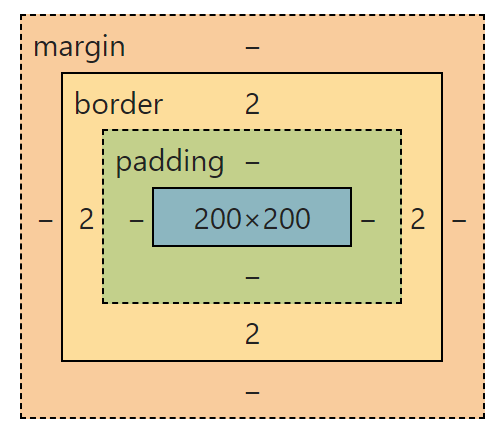 margin –
border 2
padding –
– 2 – 200×200 – 2 –
–
2
–